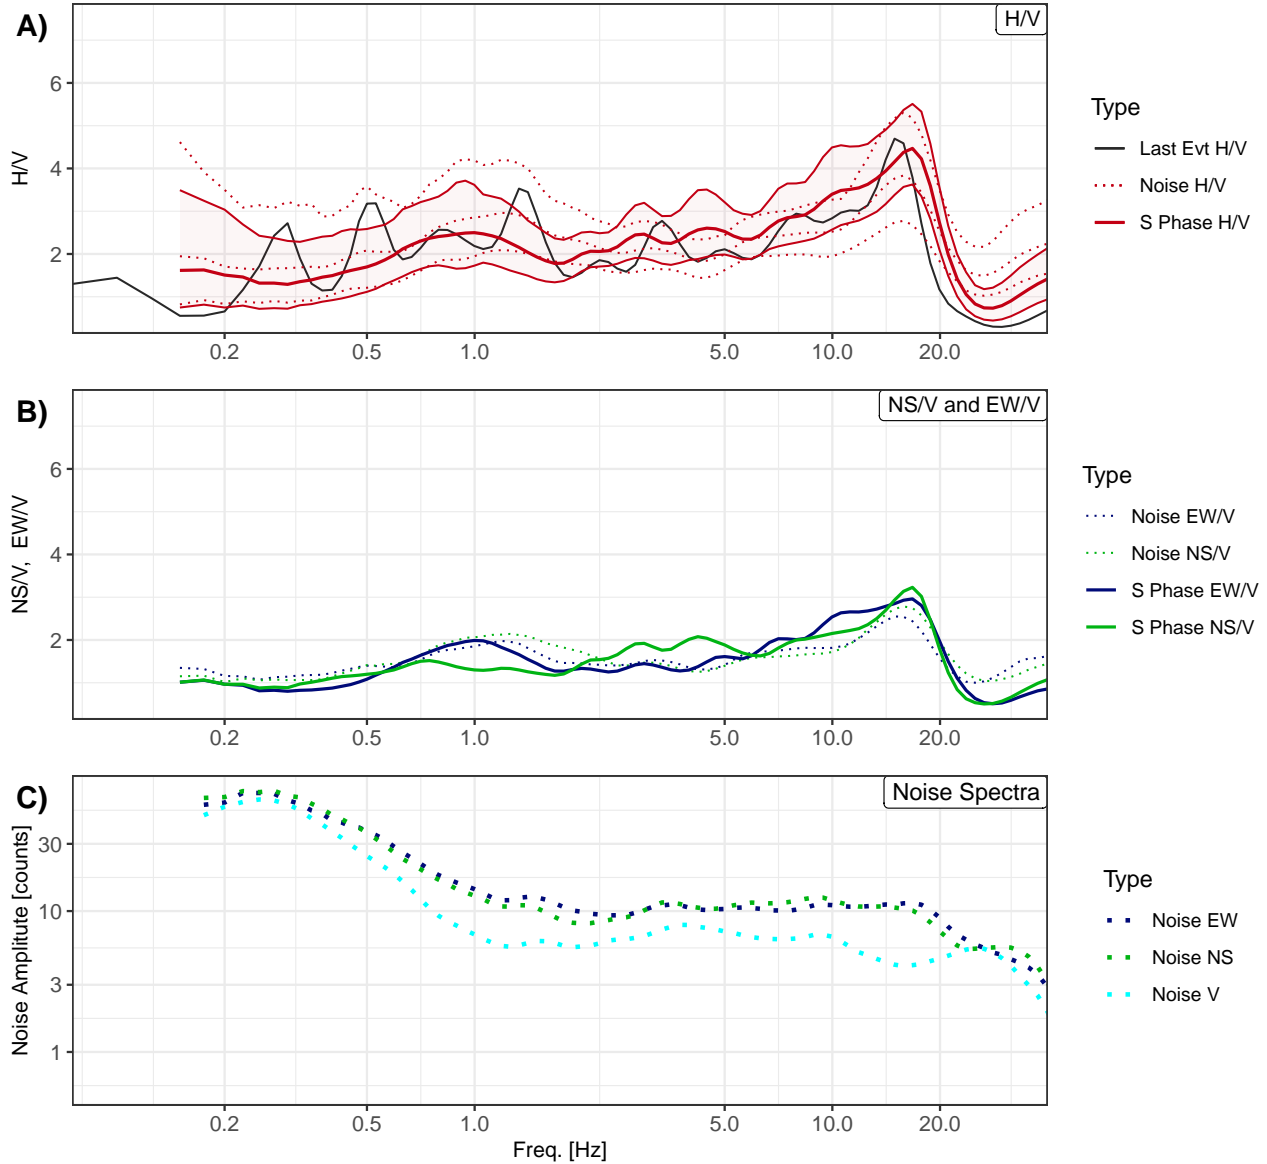 A)
H/V
6
4
2
H/V
0.2 0.5 1.0 5.0 10.0 20.0
Type
Last Evt H/V
Noise H/V
S Phase H/V
B)
NS/V and EW/V
6
4
2
NS/V, EW/V
0.2 0.5 1.0 5.0 10.0 20.0
Type
Noise EW/V
Noise NS/V
S Phase EW/V
S Phase NS/V
C)
Noise Spectra
30
10
3
1
Noise Amplitude [counts]
0.2 0.5 1.0 5.0 10.0 20.0
Freq. [Hz]
Type
Noise EW
Noise NS
Noise V